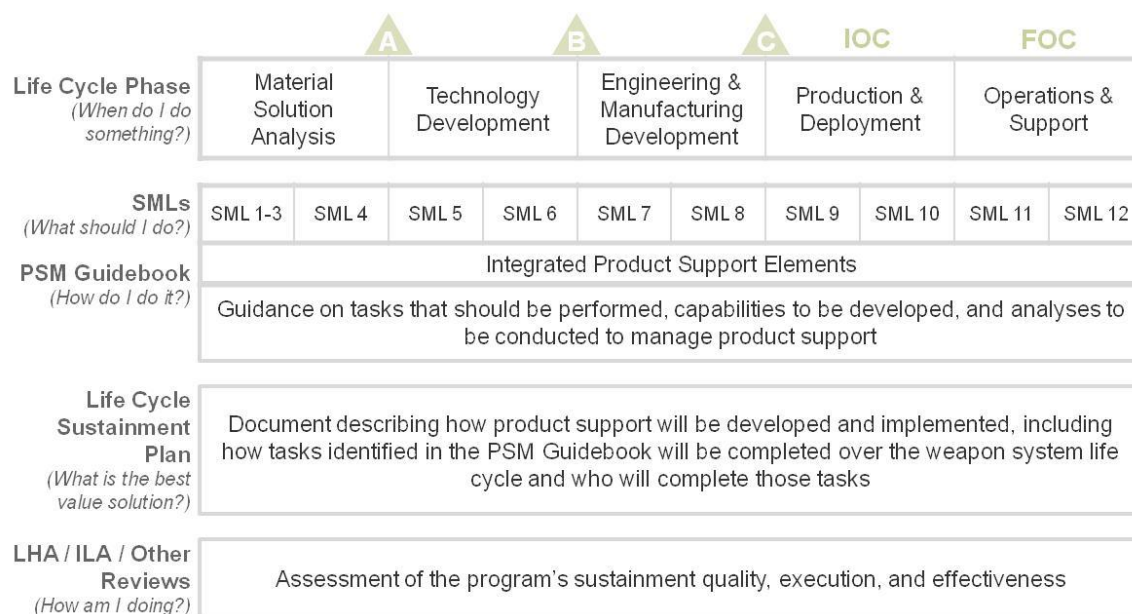 A
B
C
IOC
FOC
Life Cycle Phase
(When do I do
something?)
Material
Solution
Analysis
Technology
Development
Engineering &
Manufacturing
Development
Production &
Deployment
Operations &
Support
SMLs
(What should I do?)
SML 1-3
SML 4
SML 5
SML 6
SML 7
SML 8
SML 9
SML 10
SML 11
SML 12
PSM Guidebook
(How do I do it?)
Integrated Product Support Elements
Guidance on tasks that should be performed, capabilities to be developed, and analyses to
be conducted to manage product support
Life Cycle
Sustainment
Plan
(What is the best
value solution?)
Document describing how product support will be developed and implemented, including
how tasks identified in the PSM Guidebook will be completed over the weapon system life
cycle and who will complete those tasks
LHA / ILA / Other
Reviews
(How am I doing?)
Assessment of the program's sustainment quality, execution, and effectiveness